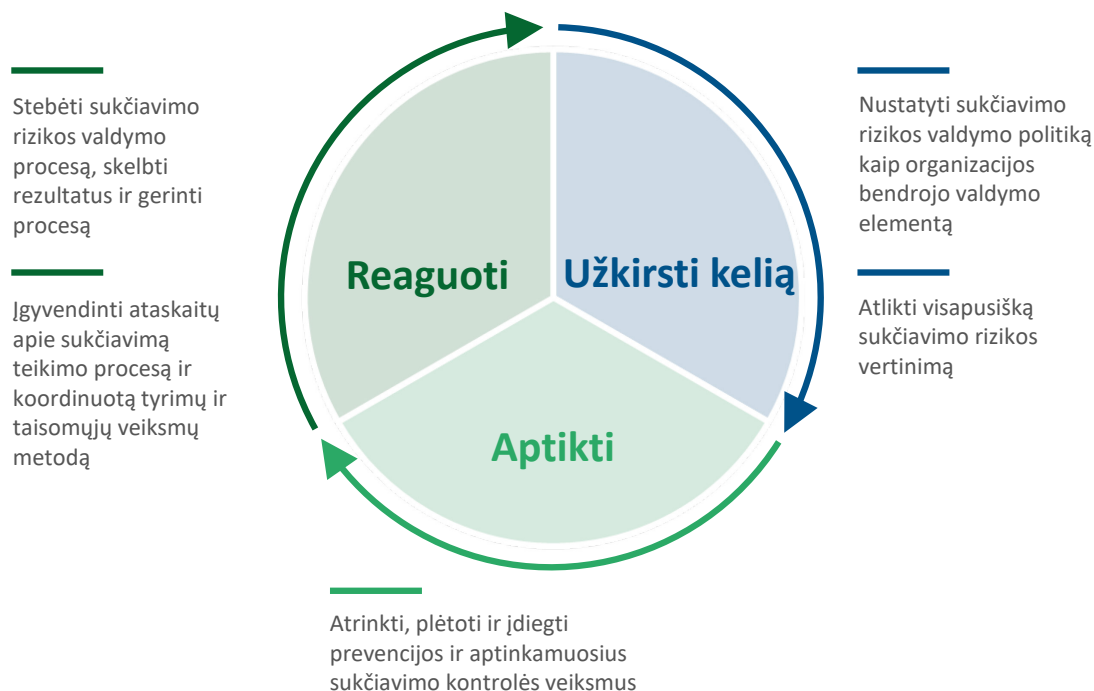 Stebėti sukčiavimo
rizikos valdymo
procesą, skelbti
rezultatus ir gerinti
procesą
Įgyvendinti ataskaitų
apie sukčiavimą
teikimo procesą ir
koordinuotą tyrimų ir
taisomųjų veiksmų
metodą
Reaguoti
Užkirsti kelią
Aptikti
Nustatyti sukčiavimo
rizikos valdymo politiką
kaip organizacijos
bendrojo valdymo
elementą
Atlikti visapusišką
sukčiavimo rizikos
vertinimą
Atrinkti, plėtoti ir įdiegti
prevencijos ir aptinkamuosius
sukčiavimo kontrolės veiksmus